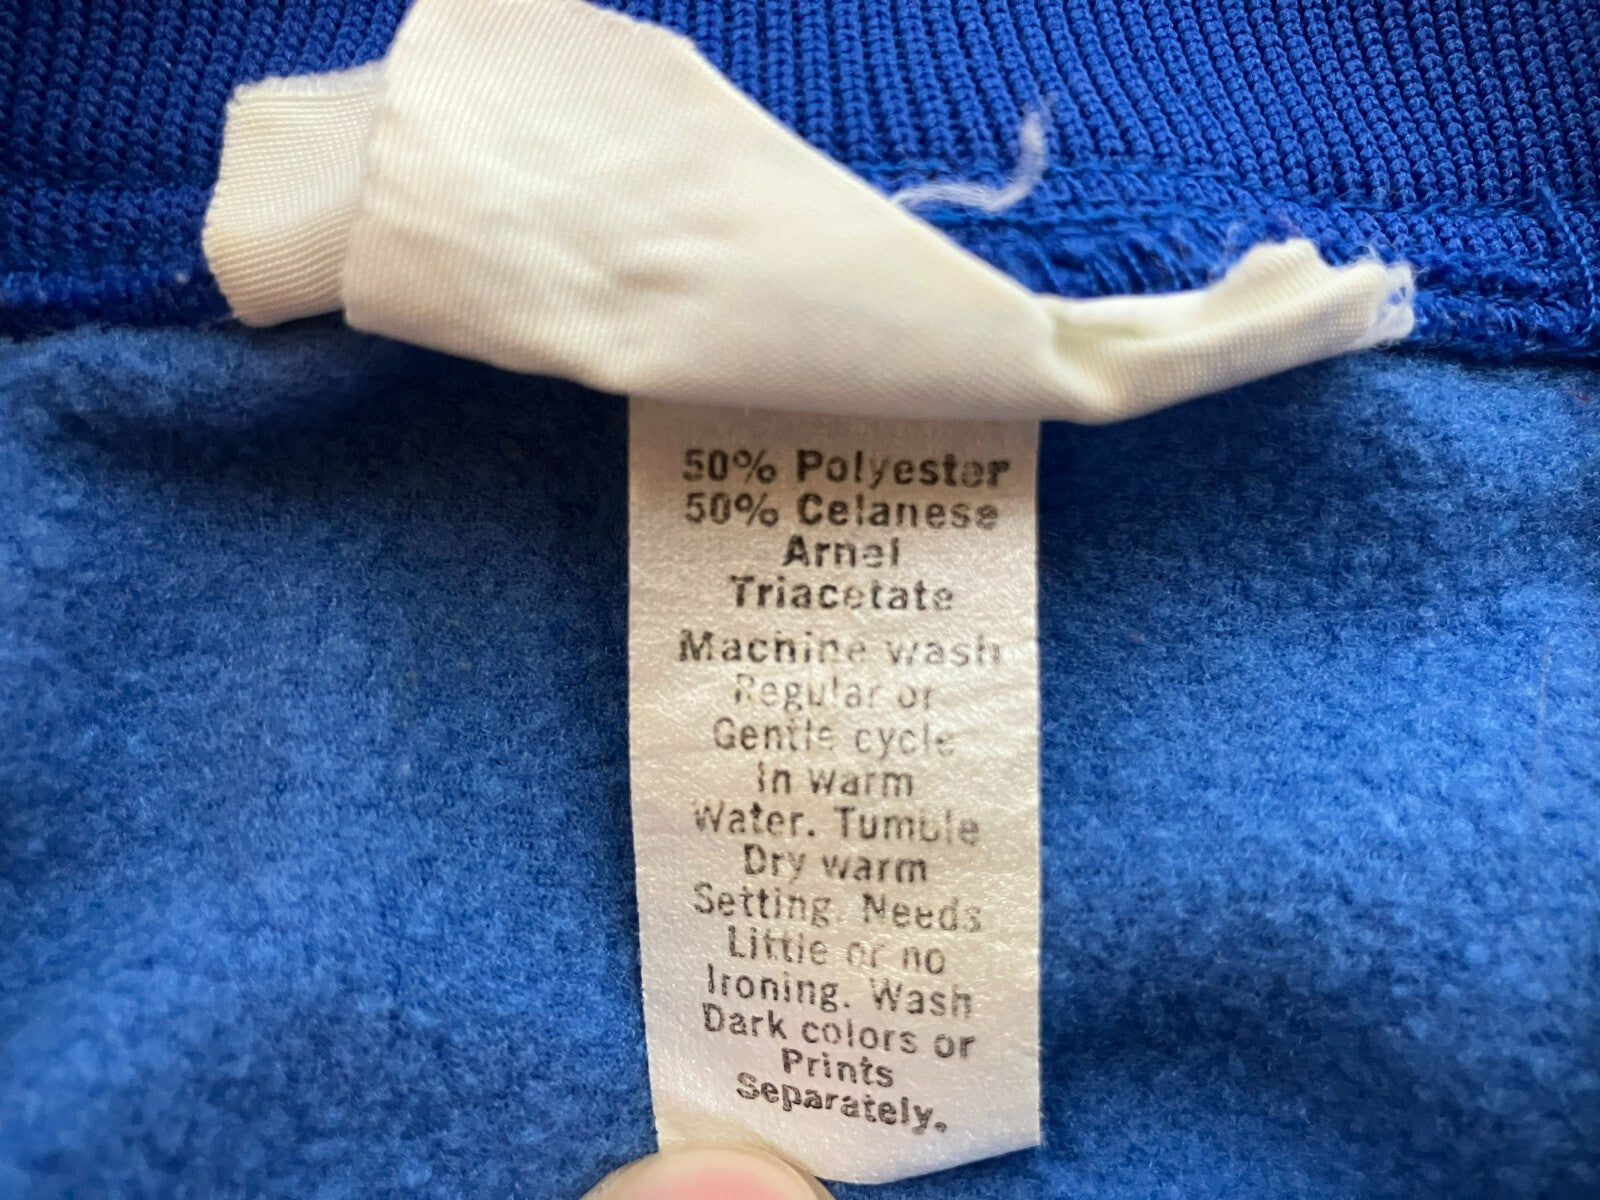 50% Polyester
50% Celanese
Arnel
Triacetate
Machine wash
Regular or
Gentle cycle
In warm
Water. Tumble
Dry warm
Setting. Needs
Little or no
Ironing. Wash
Dark colors or
Prints
Separately.